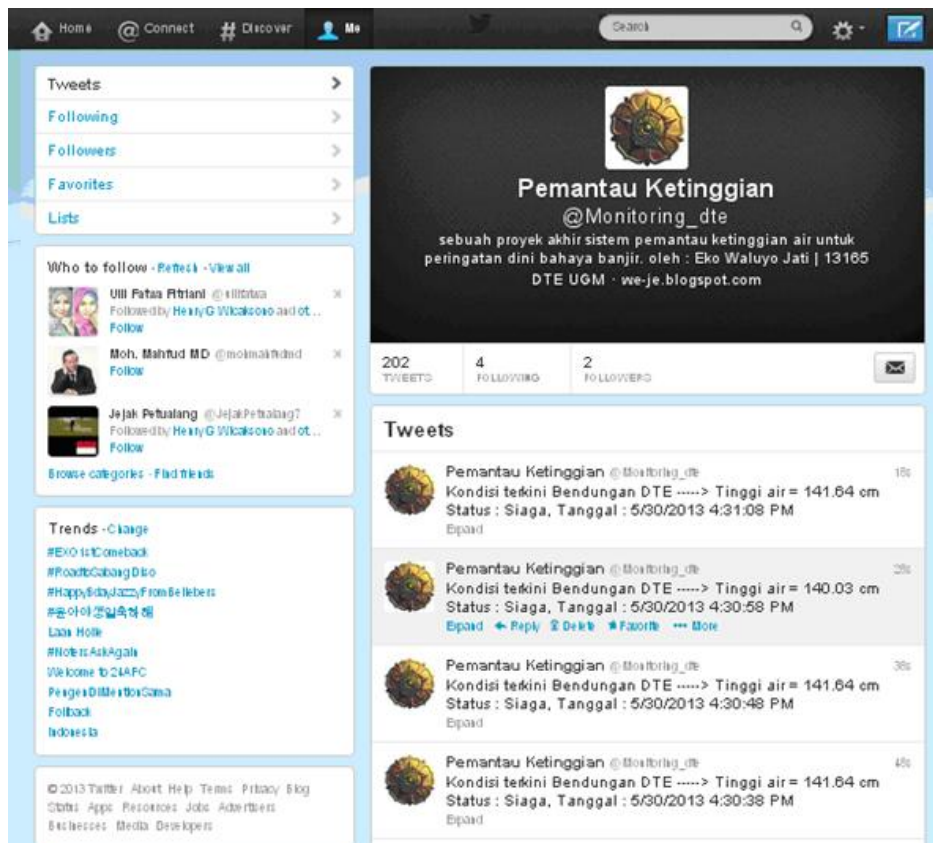 Home Connect Discover Me Search
Tweets
Following
Followers
Favorites
Lists
Who to follow · Refresh · View all
Ulil Fatwa Fitriani
Followed by Henry G Wicaksono and ot...
Follow
Moh. Mahfud MD @mohmahfudmd
Follow
Jejak Petualang @JejakPetualang7
Followed by Henry G Wicaksono and ot...
Follow
Browse categories · Find friends
Trends · Change
#EXO1stComeback
#RoadtoSabangDiso
#HappyBdayJazzyFromBeliebers
Laan Holle
#NotersAskAgain
Welcome to 24AFC
PengenDiMentionSama
Follback
Indonesia
© 2013 Twitter About Help Terms Privacy Blog
Status Apps Resources Jobs Advertisers
Businesses Media Developers
Pemantau Ketinggian
@Monitoring_dte
sebuah proyek akhir sistem pemantau ketinggian air untuk
peringatan dini bahaya banjir. oleh : Eko Waluyo Jati | 13165
DTE UGM · we-je.blogspot.com
202 4 2
TWEETS FOLLOWING FOLLOWERS
Tweets
Pemantau Ketinggian @Monitoring_dte 18s
Kondisi terkini Bendungan DTE -----> Tinggi air = 141.64 cm
Status : Siaga, Tanggal : 5/30/2013 4:31:08 PM
Expand
Pemantau Ketinggian @Monitoring_dte 28s
Kondisi terkini Bendungan DTE -----> Tinggi air = 140.03 cm
Status : Siaga, Tanggal : 5/30/2013 4:30:58 PM
Expand Reply Delete Favorite ••• More
Pemantau Ketinggian @Monitoring_dte 38s
Kondisi terkini Bendungan DTE -----> Tinggi air = 141.64 cm
Status : Siaga, Tanggal : 5/30/2013 4:30:48 PM
Expand
Pemantau Ketinggian @Monitoring_dte 48s
Kondisi terkini Bendungan DTE -----> Tinggi air = 141.64 cm
Status : Siaga, Tanggal : 5/30/2013 4:30:38 PM
Expand